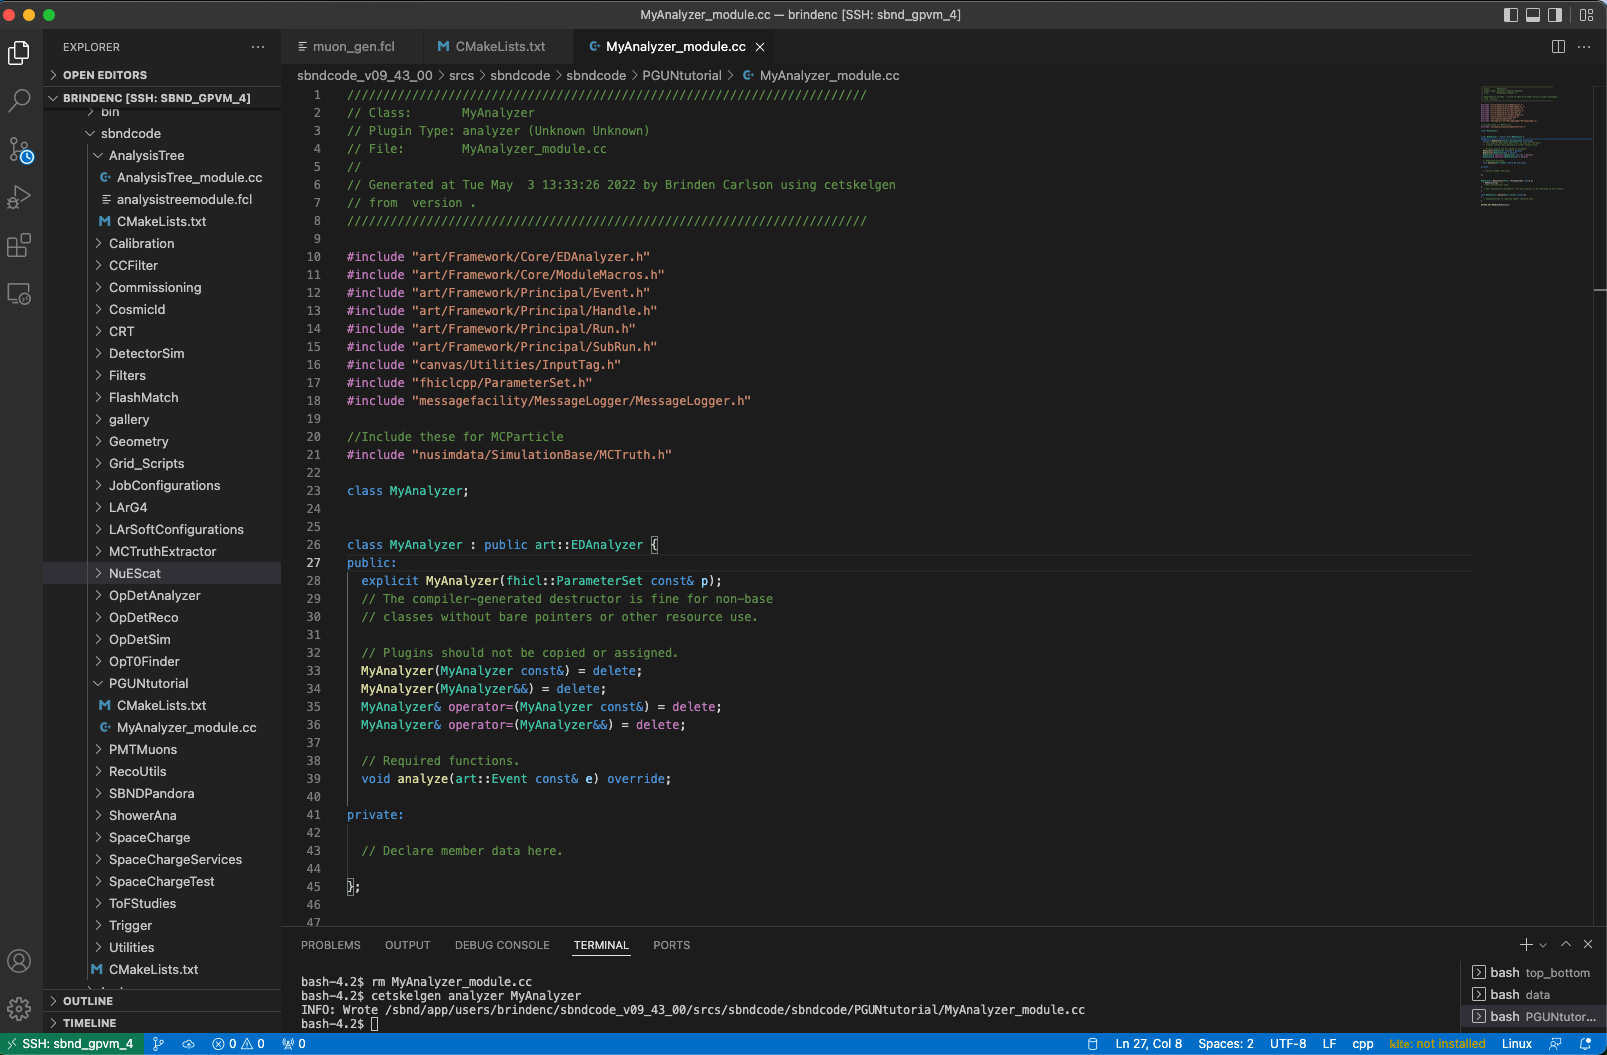 MyAnalyzer_module.cc — brindenc [SSH: sbnd_gpvm_4]
EXPLORER
OPEN EDITORS
BRINDENC [SSH: SBND_GPVM_4]
bin
sbndcode
AnalysisTree
AnalysisTree_module.cc
analysistreemodule.fcl
CMakeLists.txt
Calibration
CCFilter
Commissioning
CosmicId
CRT
DetectorSim
Filters
FlashMatch
gallery
Geometry
Grid_Scripts
JobConfigurations
LArG4
LArSoftConfigurations
MCTruthExtractor
NuEScat
OpDetAnalyzer
OpDetReco
OpDetSim
OpT0Finder
PGUNtutorial
CMakeLists.txt
MyAnalyzer_module.cc
PMTMuons
RecoUtils
SBNDPandora
ShowerAna
SpaceCharge
SpaceChargeServices
SpaceChargeTest
ToFStudies
Trigger
Utilities
CMakeLists.txt
OUTLINE
TIMELINE
muon_gen.fcl CMakeLists.txt MyAnalyzer_module.cc
sbndcode_v09_43_00 > srcs > sbndcode > sbndcode > PGUNtutorial > MyAnalyzer_module.cc
1 ////////////////////////////////////////////////////////////////////////
2 // Class:       MyAnalyzer
3 // Plugin Type: analyzer (Unknown Unknown)
4 // File:        MyAnalyzer_module.cc
5 //
6 // Generated at Tue May  3 13:33:26 2022 by Brinden Carlson using cetskelgen
7 // from  version .
8 ////////////////////////////////////////////////////////////////////////
9
10 #include "art/Framework/Core/EDAnalyzer.h"
11 #include "art/Framework/Core/ModuleMacros.h"
12 #include "art/Framework/Principal/Event.h"
13 #include "art/Framework/Principal/Handle.h"
14 #include "art/Framework/Principal/Run.h"
15 #include "art/Framework/Principal/SubRun.h"
16 #include "canvas/Utilities/InputTag.h"
17 #include "fhiclcpp/ParameterSet.h"
18 #include "messagefacility/MessageLogger/MessageLogger.h"
19
20 //Include these for MCParticle
21 #include "nusimdata/SimulationBase/MCTruth.h"
22
23 class MyAnalyzer;
24
25
26 class MyAnalyzer : public art::EDAnalyzer {
27 public:
28   explicit MyAnalyzer(fhicl::ParameterSet const& p);
29   // The compiler-generated destructor is fine for non-base
30   // classes without bare pointers or other resource use.
31
32   // Plugins should not be copied or assigned.
33   MyAnalyzer(MyAnalyzer const&) = delete;
34   MyAnalyzer(MyAnalyzer&&) = delete;
35   MyAnalyzer& operator=(MyAnalyzer const&) = delete;
36   MyAnalyzer& operator=(MyAnalyzer&&) = delete;
37
38   // Required functions.
39   void analyze(art::Event const& e) override;
40
41 private:
42
43   // Declare member data here.
44
45 };
46
47
PROBLEMS OUTPUT DEBUG CONSOLE TERMINAL PORTS
bash-4.2$ rm MyAnalyzer_module.cc
bash-4.2$ cetskelgen analyzer MyAnalyzer
INFO: Wrote /sbnd/app/users/brindenc/sbndcode_v09_43_00/srcs/sbndcode/sbndcode/PGUNtutorial/MyAnalyzer_module.cc
bash-4.2$
bash top_bottom
bash data
bash PGUNtutor...
SSH: sbnd_gpvm_4 0 0 0 Ln 27, Col 8 Spaces: 2 UTF-8 LF cpp kite: not installed Linux